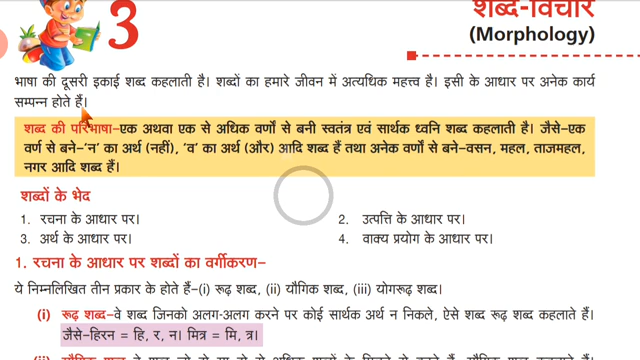 3
शब्द-विचार
(Morphology)
भाषा की दूसरी इकाई शब्द कहलाती है। शब्दों का हमारे जीवन में अत्यधिक महत्त्व है। इसी के आधार पर अनेक कार्य
सम्पन्न होते हैं।
शब्द की परिभाषा–एक अथवा एक से अधिक वर्णों से बनी स्वतंत्र एवं सार्थक ध्वनि शब्द कहलाती है। जैसे–एक
वर्ण से बने–'न' का अर्थ (नहीं), 'व' का अर्थ (और) आदि शब्द हैं तथा अनेक वर्णों से बने–वसन, महल, ताजमहल,
नगर आदि शब्द हैं।
शब्दों के भेद
1. रचना के आधार पर।
2. उत्पत्ति के आधार पर।
3. अर्थ के आधार पर।
4. वाक्य प्रयोग के आधार पर।
1. रचना के आधार पर शब्दों का वर्गीकरण–
ये निम्नलिखित तीन प्रकार के होते हैं–(i) रूढ़ शब्द, (ii) यौगिक शब्द, (iii) योगरूढ़ शब्द।
(i) रूढ़ शब्द–वे शब्द जिनको अलग-अलग करने पर कोई सार्थक अर्थ न निकले, ऐसे शब्द रूढ़ शब्द कहलाते हैं।
जैसे–हिरन = हि, र, न। मित्र = मि, त्र।